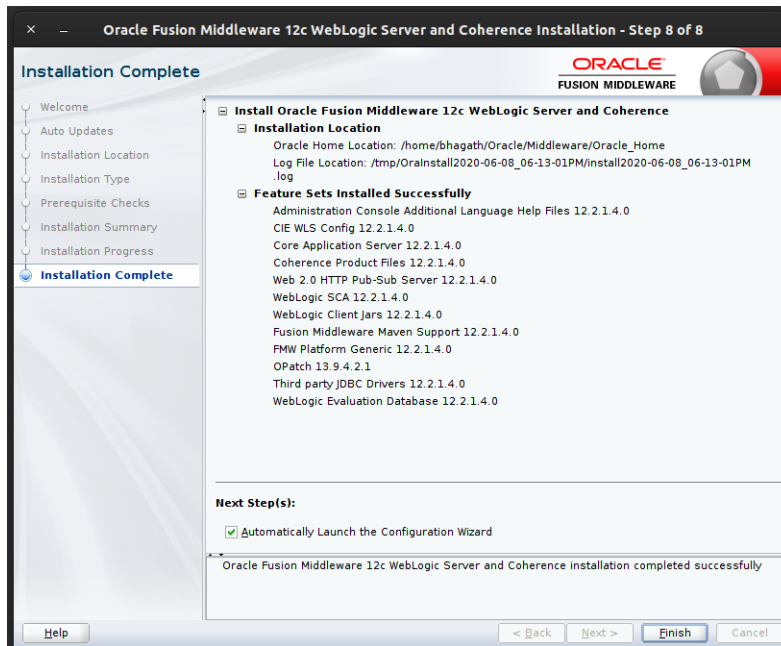 Oracle Fusion Middleware 12c WebLogic Server and Coherence Installation - Step 8 of 8
Installation Complete
ORACLE
FUSION MIDDLEWARE
Welcome
Auto Updates
Installation Location
Installation Type
Prerequisite Checks
Installation Summary
Installation Progress
Installation Complete
Install Oracle Fusion Middleware 12c WebLogic Server and Coherence
Installation Location
Oracle Home Location: /home/bhagath/Oracle/Middleware/Oracle_Home
Log File Location: /tmp/OraInstall2020-06-08_06-13-01PM/install2020-06-08_06-13-01PM
.log
Feature Sets Installed Successfully
Administration Console Additional Language Help Files 12.2.1.4.0
CIE WLS Config 12.2.1.4.0
Core Application Server 12.2.1.4.0
Coherence Product Files 12.2.1.4.0
Web 2.0 HTTP Pub-Sub Server 12.2.1.4.0
WebLogic SCA 12.2.1.4.0
WebLogic Client Jars 12.2.1.4.0
Fusion Middleware Maven Support 12.2.1.4.0
FMW Platform Generic 12.2.1.4.0
OPatch 13.9.4.2.1
Third party JDBC Drivers 12.2.1.4.0
WebLogic Evaluation Database 12.2.1.4.0
Next Step(s):
Automatically Launch the Configuration Wizard
Oracle Fusion Middleware 12c WebLogic Server and Coherence installation completed successfully
Help
< Back
Next >
Finish
Cancel